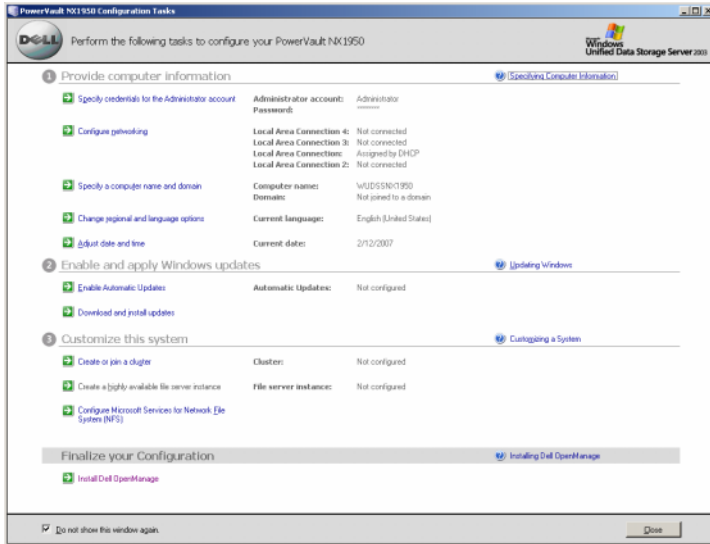 PowerVault NX1950 Configuration Tasks
DELL
Perform the following tasks to configure your PowerVault NX1950
Microsoft
Windows
Unified Data Storage Server 2003
1 Provide computer information
Specifying Computer Information
Specify credentials for the Administrator account
Administrator account: Administrator
Password: ********
Configure networking
Local Area Connection 4: Not connected
Local Area Connection 3: Not connected
Local Area Connection: Assigned by DHCP
Local Area Connection 2: Not connected
Specify a computer name and domain
Computer name: WUDSSNX1950
Domain: Not joined to a domain
Change regional and language options
Current language: English (United States)
Adjust date and time
Current date: 2/12/2007
2 Enable and apply Windows updates
Updating Windows
Enable Automatic Updates
Automatic Updates: Not configured
Download and install updates
3 Customize this system
Customizing a System
Create or join a cluster
Cluster: Not configured
Create a highly available file server instance
File server instance: Not configured
Configure Microsoft Services for Network File
System (NFS)
Finalize your Configuration
Installing Dell OpenManage
Install Dell OpenManage
Do not show this window again.
Close